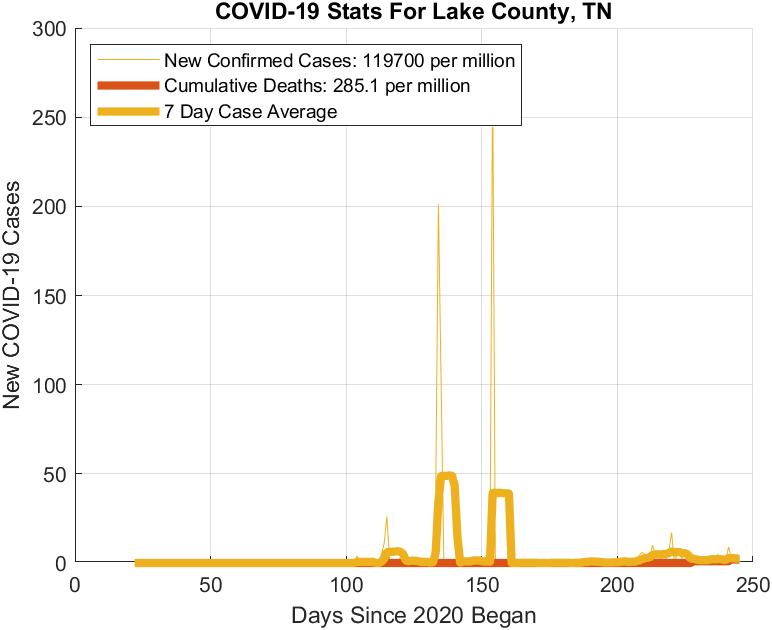 COVID-19 Stats For Lake County, TN
New Confirmed Cases: 119700 per million
Cumulative Deaths: 285.1 per million
7 Day Case Average
New COVID-19 Cases
300
250
200
150
100
50
0
0 50 100 150 200 250
Days Since 2020 Began